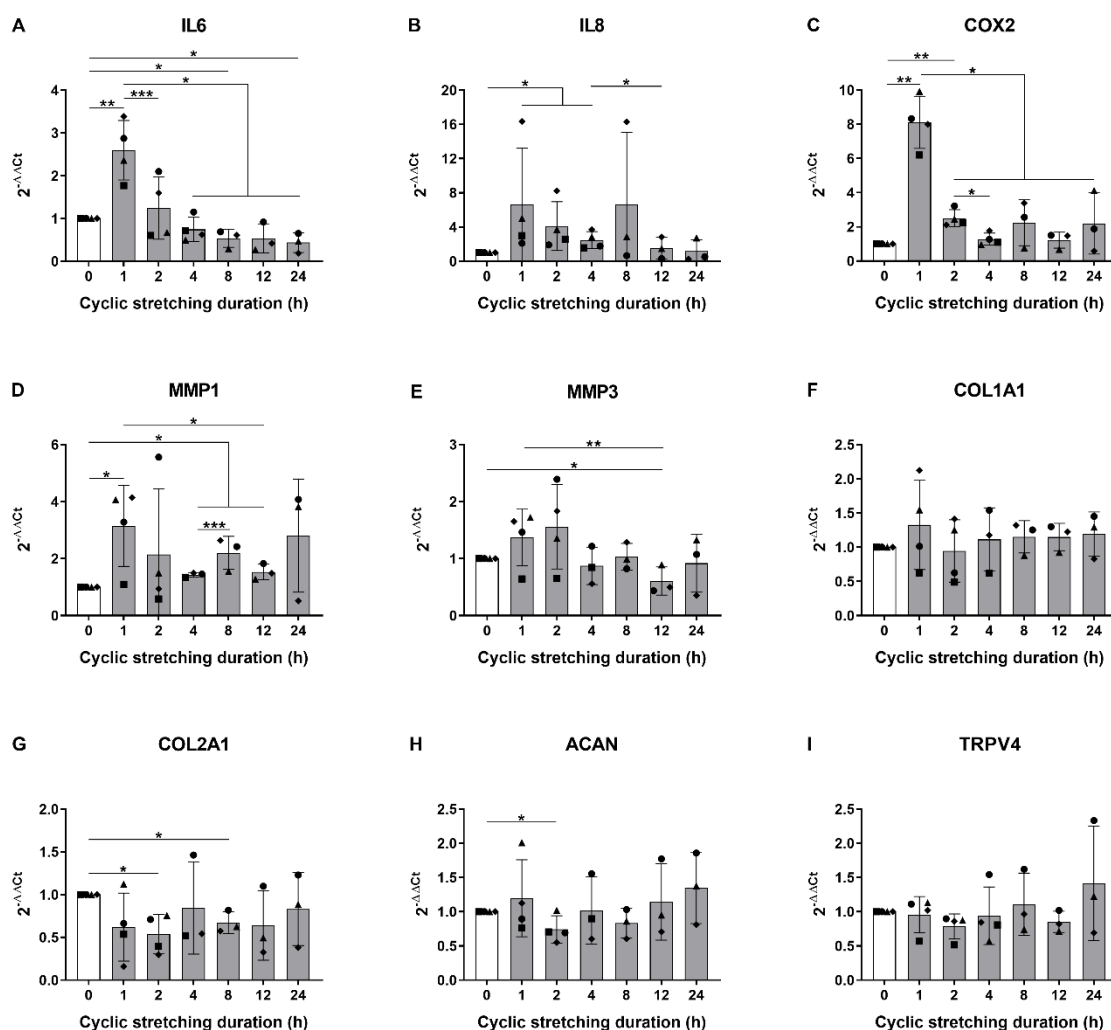 A IL6
* 
*
*
** ***
2^-ΔΔCt
4
3
2
1
0
0 1 2 4 8 12 24
Cyclic stretching duration (h)
B IL8
* *
2^-ΔΔCt
20
16
12
8
4
0
0 1 2 4 8 12 24
Cyclic stretching duration (h)
C COX2
**
** *
*
2^-ΔΔCt
10
8
6
4
2
0
0 1 2 4 8 12 24
Cyclic stretching duration (h)
D MMP1
*
*
*
***
2^-ΔΔCt
6
4
2
0
0 1 2 4 8 12 24
Cyclic stretching duration (h)
E MMP3
**
*
2^-ΔΔCt
3
2
1
0
0 1 2 4 8 12 24
Cyclic stretching duration (h)
F COL1A1
2^-ΔΔCt
2.5
2.0
1.5
1.0
0.5
0.0
0 1 2 4 8 12 24
Cyclic stretching duration (h)
G COL2A1
*
*
2^-ΔΔCt
2.0
1.5
1.0
0.5
0.0
0 1 2 4 8 12 24
Cyclic stretching duration (h)
H ACAN
*
2^-ΔΔCt
2.5
2.0
1.5
1.0
0.5
0.0
0 1 2 4 8 12 24
Cyclic stretching duration (h)
I TRPV4
2^-ΔΔCt
2.5
2.0
1.5
1.0
0.5
0.0
0 1 2 4 8 12 24
Cyclic stretching duration (h)